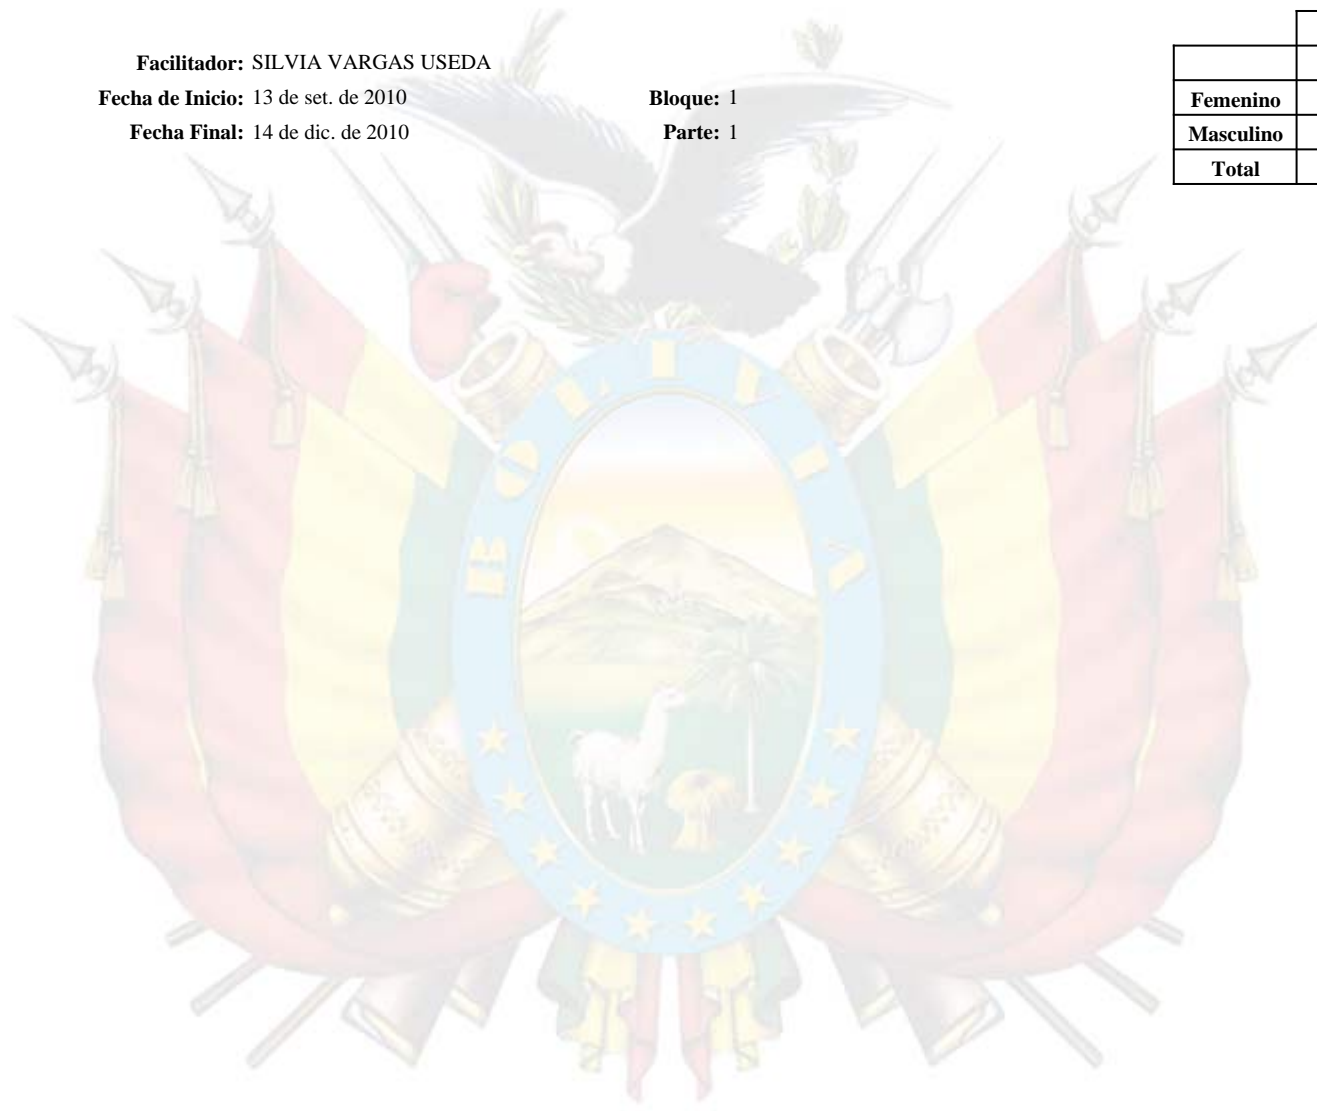 Facilitador: SILVIA VARGAS USEDA
Fecha de Inicio: 13 de set. de 2010 Bloque: 1
Fecha Final: 14 de dic. de 2010 Parte: 1
Femenino
Masculino
Total
BOLIVIA